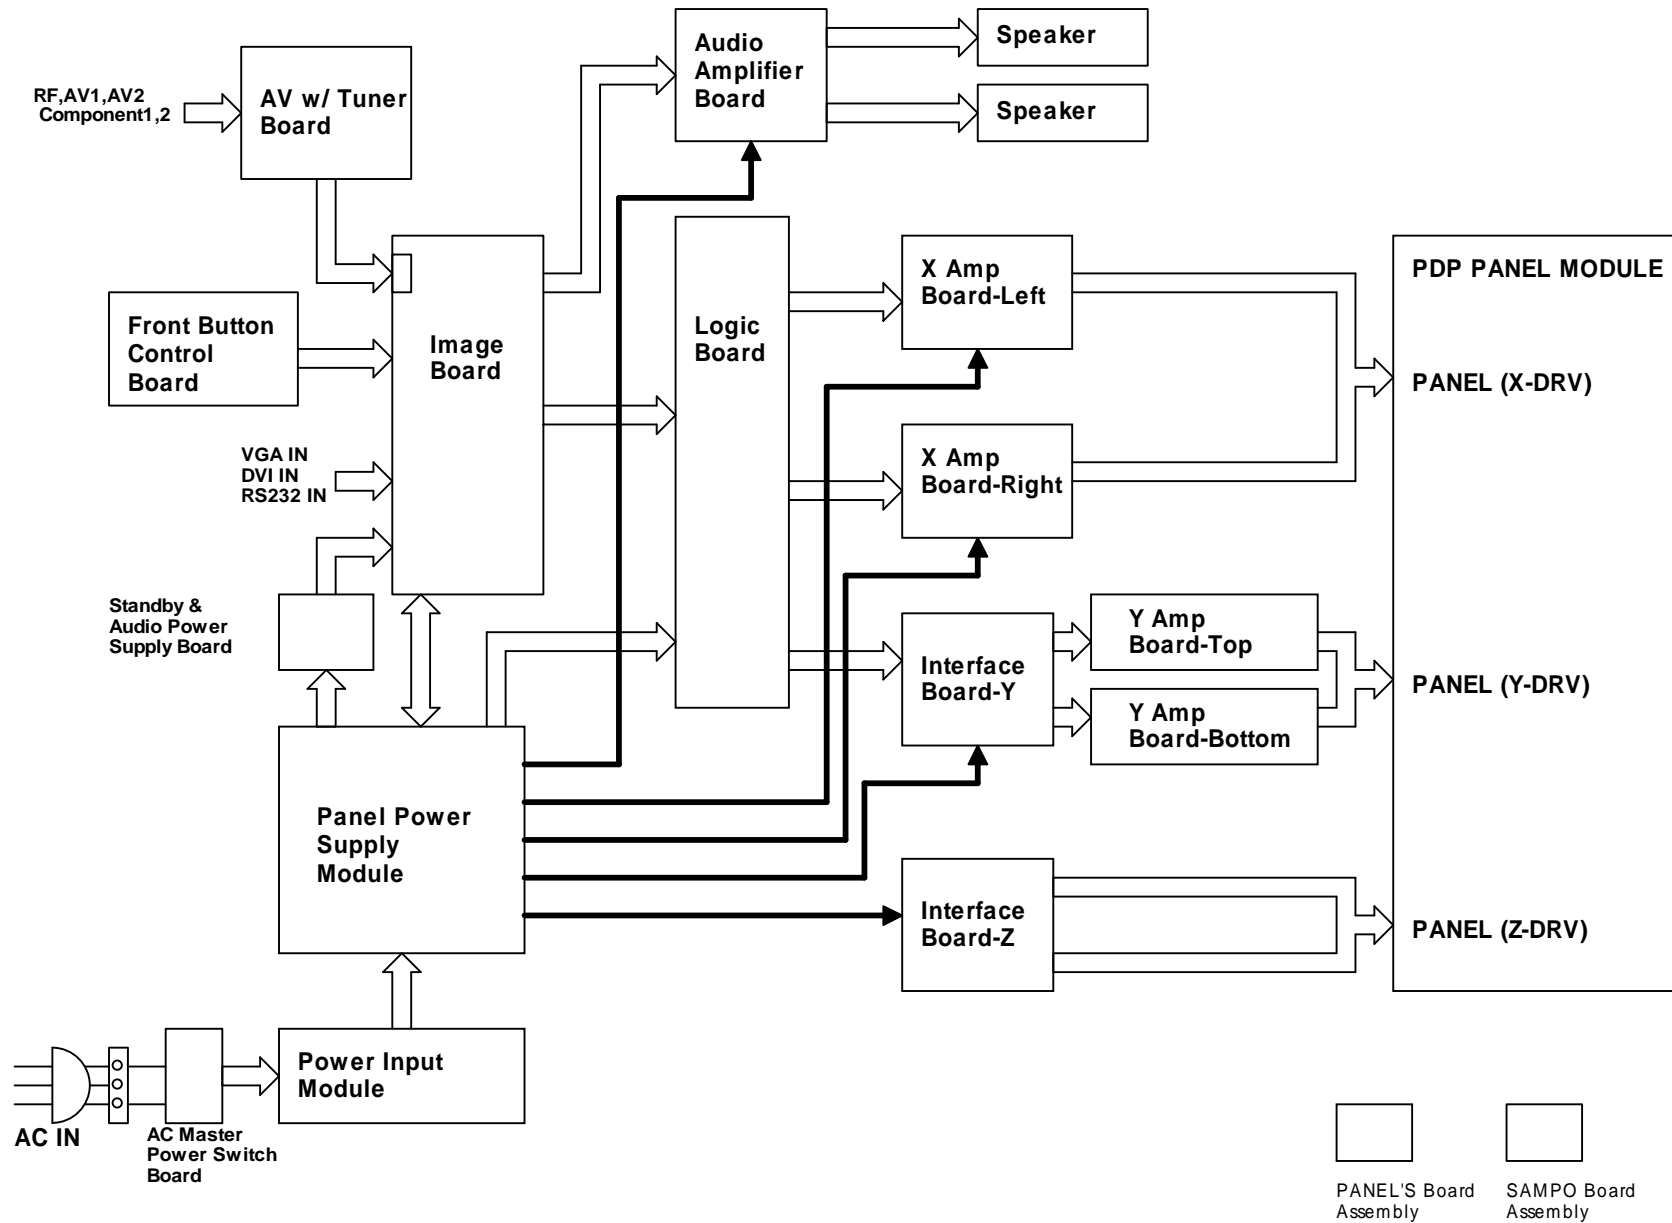 Audio
Amplifier
Board
Speaker
Speaker
RF,AV1,AV2
Component1,2
AV w/ Tuner
Board
Front Button
Control
Board
Image
Board
Logic
Board
X Amp
Board-Left
X Amp
Board-Right
PDP PANEL MODULE
PANEL (X-DRV)
PANEL (Y-DRV)
PANEL (Z-DRV)
VGA IN
DVI IN
RS232 IN
Standby &
Audio Power
Supply Board
Interface
Board-Y
Y Amp
Board-Top
Y Amp
Board-Bottom
Panel Power
Supply
Module
Interface
Board-Z
Power Input
Module
AC IN
AC Master
Power Switch
Board
PANEL'S Board
Assembly
SAMPO Board
Assembly